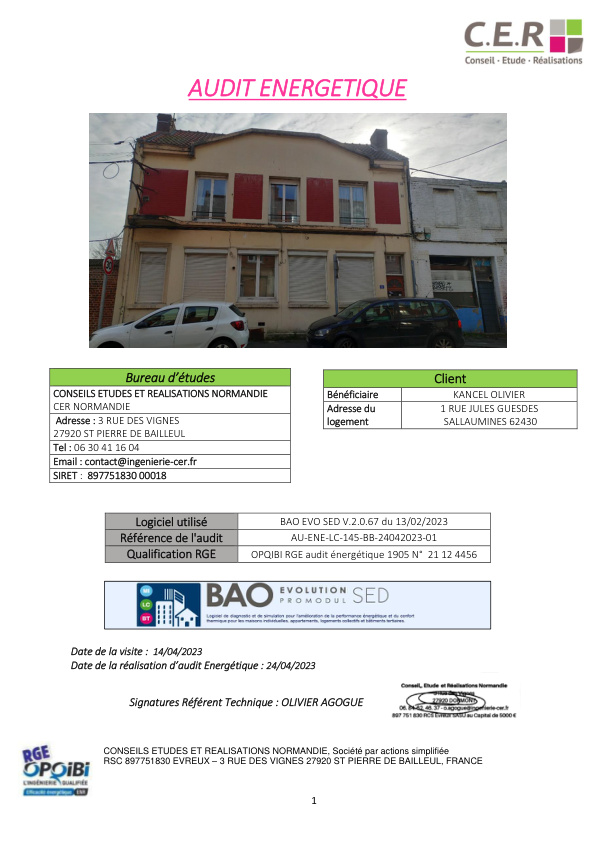 C.E.R
Conseil · Etude · Réalisations
AUDIT ENERGETIQUE
Bureau d'études
CONSEILS ETUDES ET REALISATIONS NORMANDIE
CER NORMANDIE
Adresse : 3 RUE DES VIGNES
27920 ST PIERRE DE BAILLEUL
Tel : 06 30 41 16 04
Email : contact@ingenierie-cer.fr
SIRET : 897751830 00018
Client
Bénéficiaire KANCEL OLIVIER
Adresse du logement 1 RUE JULES GUESDES
SALLAUMINES 62430
Logiciel utilisé BAO EVO SED V.2.0.67 du 13/02/2023
Référence de l'audit AU-ENE-LC-145-BB-24042023-01
Qualification RGE OPQIBI RGE audit énergétique 1905 N° 21 12 4456
MI
LC
BT
BAO EVOLUTION SED
PROMODUL
Logiciel de diagnostic et de simulation pour l'amélioration de la performance énergétique et du confort
thermique pour les maisons individuelles, appartements, logements collectifs et bâtiments tertiaires.
Date de la visite : 14/04/2023
Date de la réalisation d'audit Energétique : 24/04/2023
Signatures Référent Technique : OLIVIER AGOGUE
Conseil, Etude et Réalisations Normandie
897 751 830 RCS Evreux SASU au Capital de 5000 €
RGE
OPQIBI
L'INGÉNIERIE QUALIFIÉE
Efficacité énergétique
CONSEILS ETUDES ET REALISATIONS NORMANDIE, Société par actions simplifiée
RSC 897751830 EVREUX – 3 RUE DES VIGNES 27920 ST PIERRE DE BAILLEUL, FRANCE
1